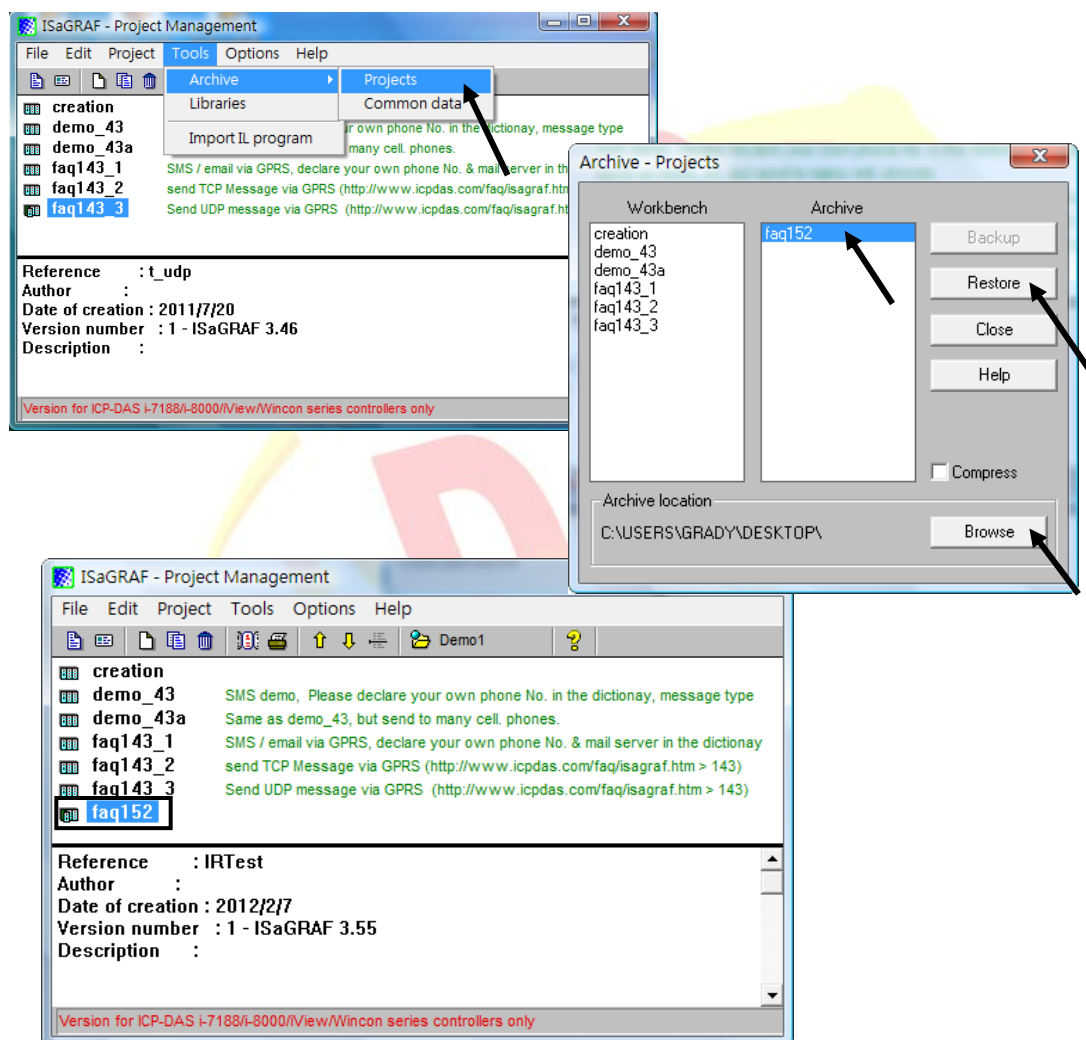 ISaGRAF - Project Management
File Edit Project Tools Options Help
Archive
Libraries
Import IL program
Projects
Common data
creation
demo_43 ur own phone No. in the dictionay, message type
demo_43a many cell. phones.
faq143_1 SMS / email via GPRS, declare your own phone No. & mail server in th
faq143_2 send TCP Message via GPRS (http://www.icpdas.com/faq/isagraf.htn
faq143_3 Send UDP message via GPRS (http://www.icpdas.com/faq/isagraf.ht
Reference : t_udp
Author :
Date of creation : 2011/7/20
Version number : 1 - ISaGRAF 3.46
Description :
Version for ICP-DAS i-7188/i-8000/iView/Wincon series controllers only
Archive - Projects
Workbench Archive
creation
demo_43
demo_43a
faq143_1
faq143_2
faq143_3
faq152
Backup
Restore
Close
Help
Compress
Archive location
C:\USERS\GRADY\DESKTOP\
Browse
ISaGRAF - Project Management
File Edit Project Tools Options Help
Demo1
creation
demo_43 SMS demo, Please declare your own phone No. in the dictionay, message type
demo_43a Same as demo_43, but send to many cell. phones.
faq143_1 SMS / email via GPRS, declare your own phone No. & mail server in the dictionay
faq143_2 send TCP Message via GPRS (http://www.icpdas.com/faq/isagraf.htm > 143)
faq143_3 Send UDP message via GPRS (http://www.icpdas.com/faq/isagraf.htm > 143)
faq152
Reference : IRTest
Author :
Date of creation : 2012/2/7
Version number : 1 - ISaGRAF 3.55
Description :
Version for ICP-DAS i-7188/i-8000/iView/Wincon series controllers only